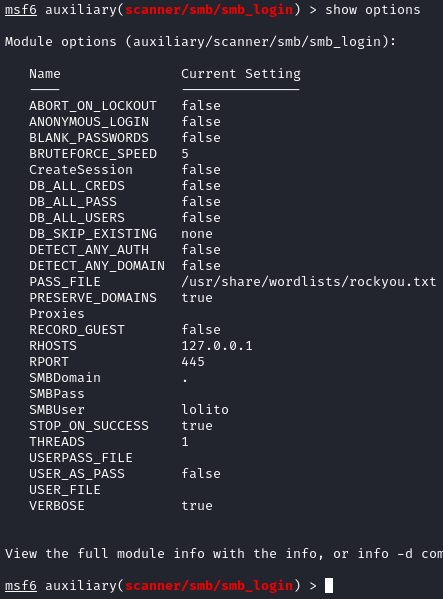 msf6 auxiliary(scanner/smb/smb_login) > show options
Module options (auxiliary/scanner/smb/smb_login):
Name Current Setting
---- ---------------
ABORT_ON_LOCKOUT false
ANONYMOUS_LOGIN false
BLANK_PASSWORDS false
BRUTEFORCE_SPEED 5
CreateSession false
DB_ALL_CREDS false
DB_ALL_PASS false
DB_ALL_USERS false
DB_SKIP_EXISTING none
DETECT_ANY_AUTH false
DETECT_ANY_DOMAIN false
PASS_FILE /usr/share/wordlists/rockyou.txt
PRESERVE_DOMAINS true
Proxies
RECORD_GUEST false
RHOSTS 127.0.0.1
RPORT 445
SMBDomain .
SMBPass
SMBUser lolito
STOP_ON_SUCCESS true
THREADS 1
USERPASS_FILE
USER_AS_PASS false
USER_FILE
VERBOSE true
View the full module info with the info, or info -d com
msf6 auxiliary(scanner/smb/smb_login) >